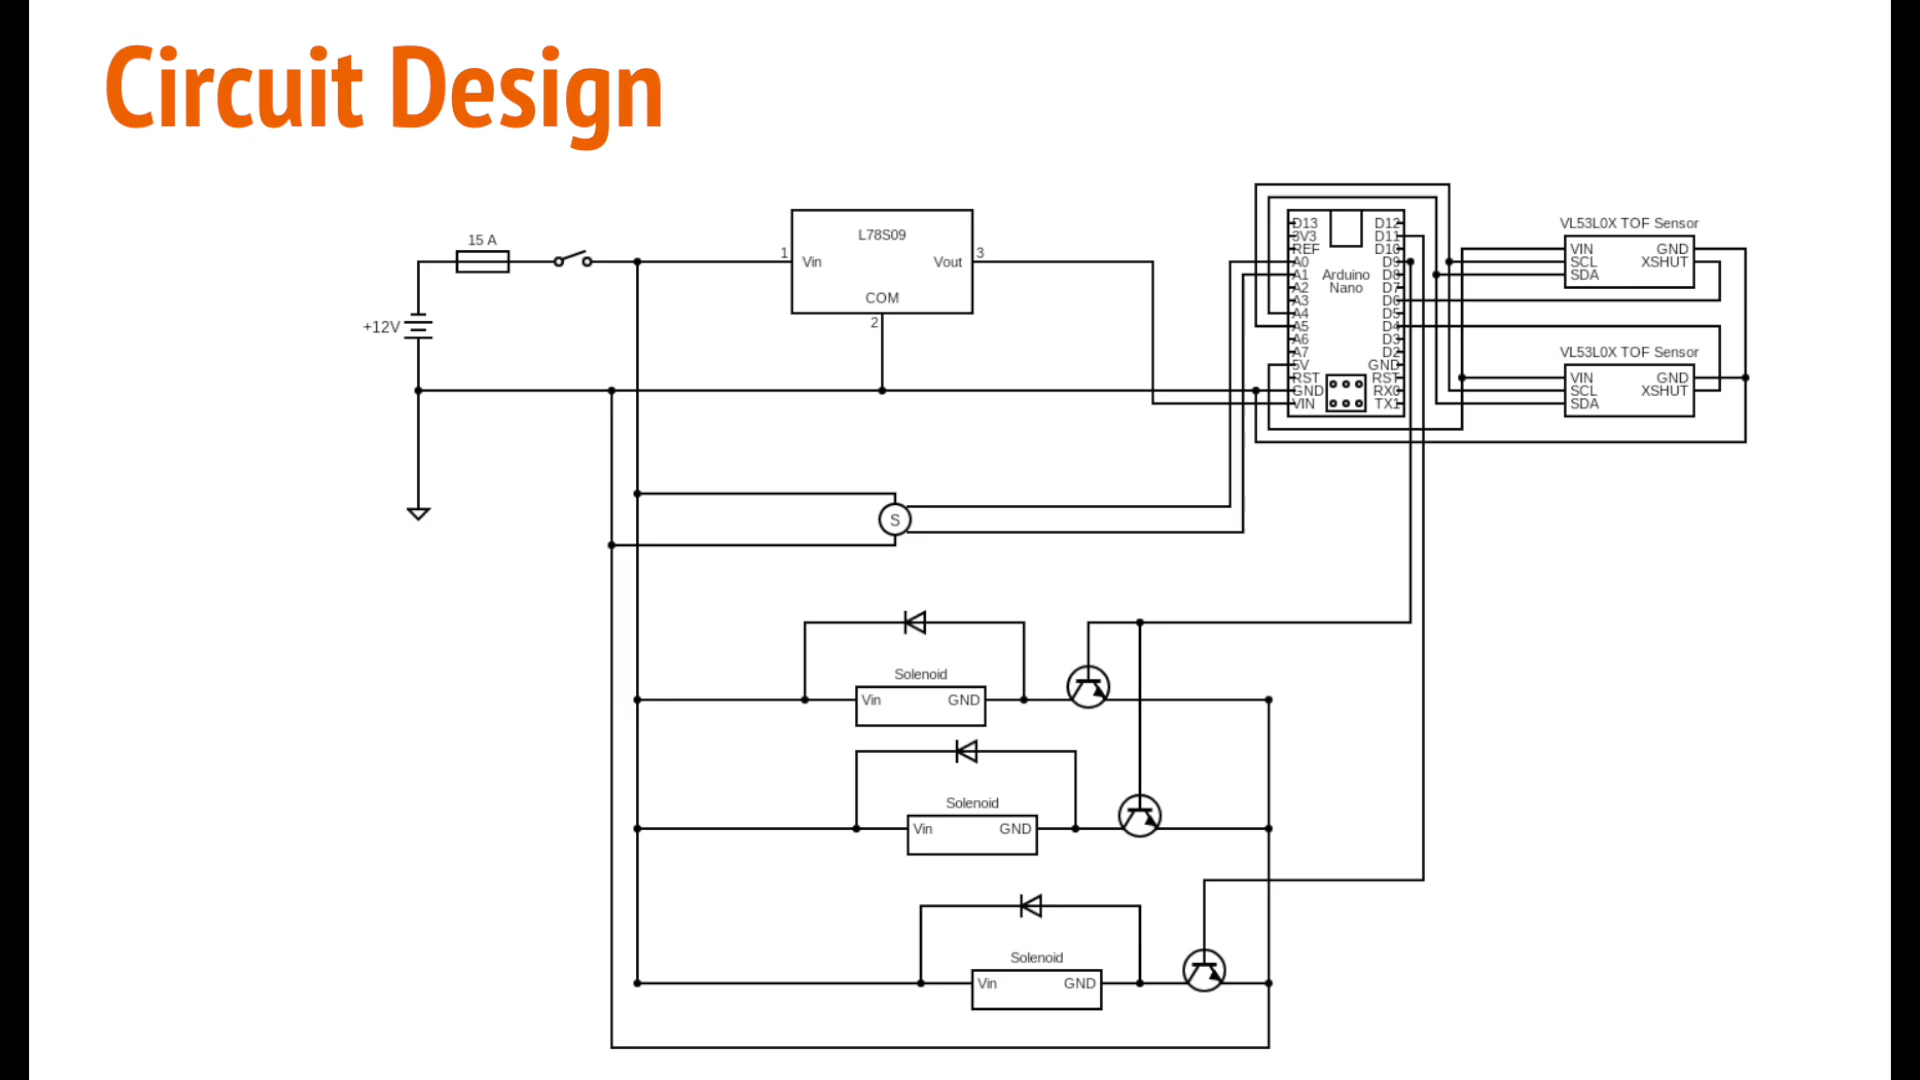 Circuit Design
15 A
+12V
L78S09
1
Vin
Vout
3
COM
2
D13
3V3
REF
A0
A1
A2
A3
A4
A5
A6
A7
5V
RST
GND
VIN
Arduino
Nano
D12
D11
D10
D9
D8
D7
D6
D5
D4
D3
D2
GND
RST
RX0
TX1
VL53L0X TOF Sensor
VIN GND
SCL XSHUT
SDA
VL53L0X TOF Sensor
VIN GND
SCL XSHUT
SDA
S
Solenoid
Vin GND
Solenoid
Vin GND
Solenoid
Vin GND